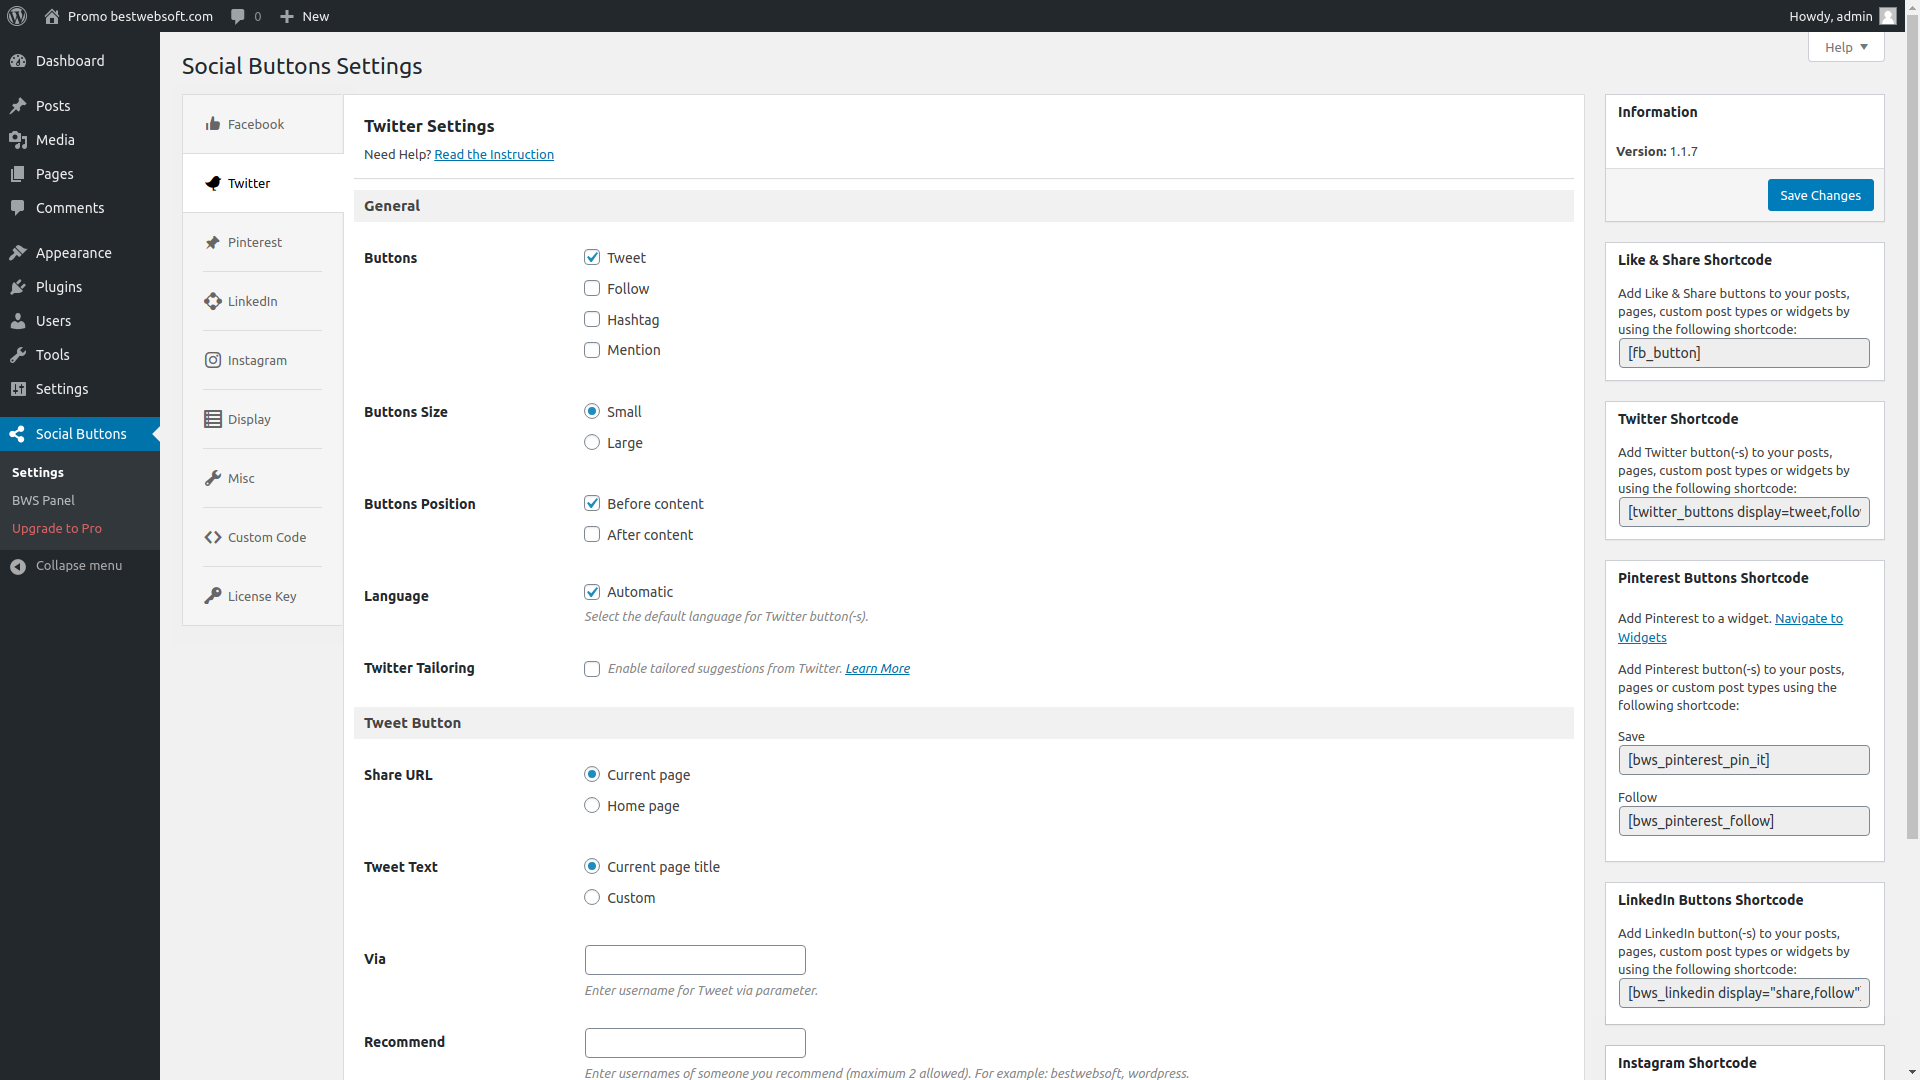 Promo bestwebsoft.com
0
New
Howdy, admin
Help
Dashboard
Posts
Media
Pages
Comments
Appearance
Plugins
Users
Tools
Settings
Social Buttons
Settings
BWS Panel
Upgrade to Pro
Collapse menu
Social Buttons Settings
Facebook
Twitter
Pinterest
LinkedIn
Instagram
Display
Misc
Custom Code
License Key
Twitter Settings
Need Help? Read the Instruction
General
Buttons
Tweet
Follow
Hashtag
Mention
Buttons Size
Small
Large
Buttons Position
Before content
After content
Language
Automatic
Select the default language for Twitter button(-s).
Twitter Tailoring
Enable tailored suggestions from Twitter. Learn More
Tweet Button
Share URL
Current page
Home page
Tweet Text
Current page title
Custom
Via
Enter username for Tweet via parameter.
Recommend
Enter usernames of someone you recommend (maximum 2 allowed). For example: bestwebsoft, wordpress.
Information
Version: 1.1.7
Save Changes
Like & Share Shortcode
Add Like & Share buttons to your posts,
pages, custom post types or widgets by
using the following shortcode:
[fb_button]
Twitter Shortcode
Add Twitter button(-s) to your posts,
pages, custom post types or widgets by
using the following shortcode:
[twitter_buttons display=tweet,follo
Pinterest Buttons Shortcode
Add Pinterest to a widget. Navigate to
Widgets
Add Pinterest button(-s) to your posts,
pages or custom post types using the
following shortcode:
Save
[bws_pinterest_pin_it]
Follow
[bws_pinterest_follow]
LinkedIn Buttons Shortcode
Add LinkedIn button(-s) to your posts,
pages, custom post types or widgets by
using the following shortcode:
[bws_linkedin display="share,follow"
Instagram Shortcode